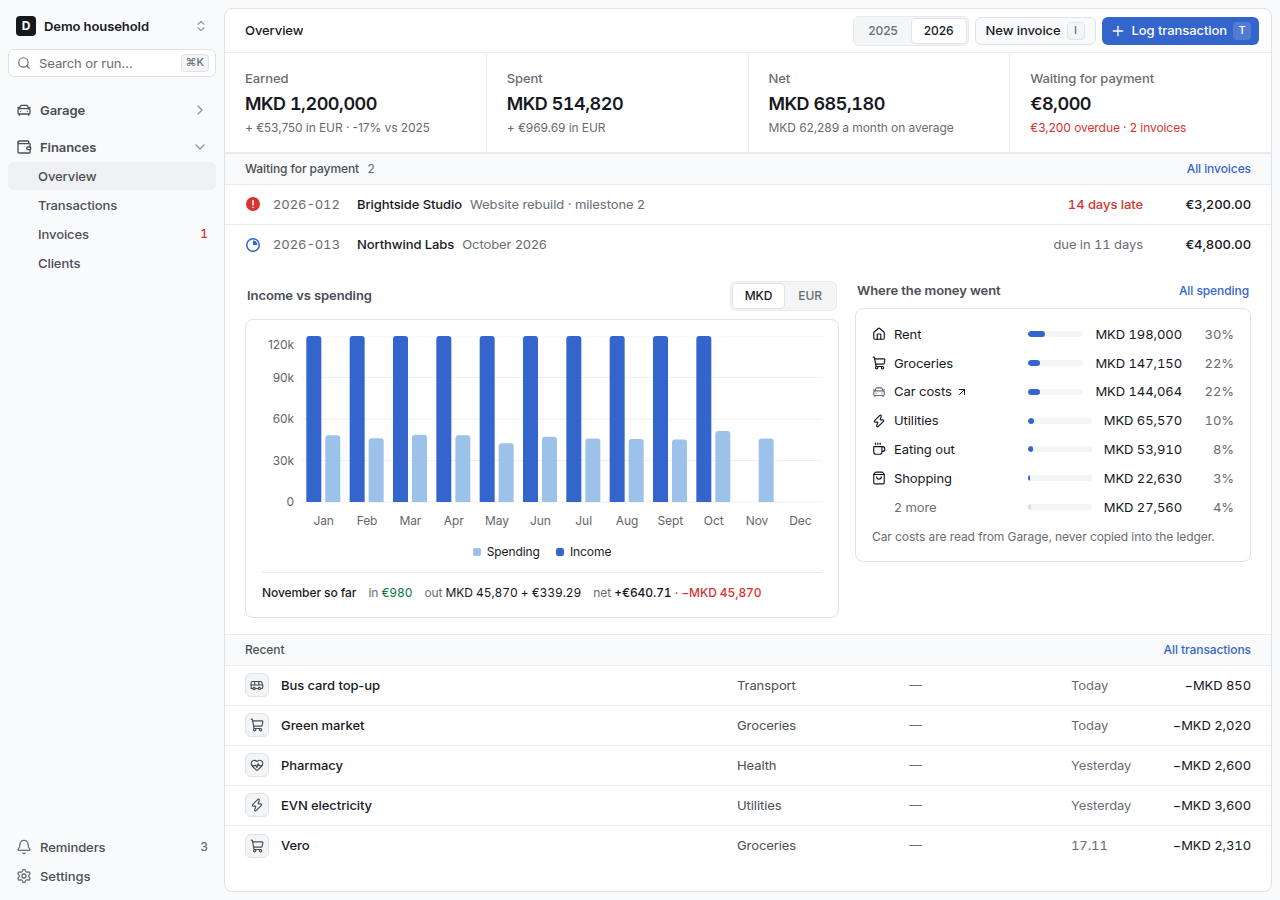 D Demo household
Search or run... ⌘K
Garage
Finances
Overview
Transactions
Invoices 1
Clients
Reminders 3
Settings
Overview
2025 2026
New invoice I
Log transaction T
Earned
MKD 1,200,000
+ €53,750 in EUR · -17% vs 2025
Spent
MKD 514,820
+ €969.69 in EUR
Net
MKD 685,180
MKD 62,289 a month on average
Waiting for payment
€8,000
€3,200 overdue · 2 invoices
Waiting for payment 2 All invoices
2026-012 Brightside Studio Website rebuild · milestone 2 14 days late €3,200.00
2026-013 Northwind Labs October 2026 due in 11 days €4,800.00
Income vs spending MKD EUR
120k
90k
60k
30k
0
Jan Feb Mar Apr May Jun Jul Aug Sept Oct Nov Dec
Spending Income
November so far in €980 out MKD 45,870 + €339.29 net +€640.71 · −MKD 45,870
Where the money went All spending
Rent MKD 198,000 30%
Groceries MKD 147,150 22%
Car costs MKD 144,064 22%
Utilities MKD 65,570 10%
Eating out MKD 53,910 8%
Shopping MKD 22,630 3%
2 more MKD 27,560 4%
Car costs are read from Garage, never copied into the ledger.
Recent All transactions
Bus card top-up Transport — Today −MKD 850
Green market Groceries — Today −MKD 2,020
Pharmacy Health — Yesterday −MKD 2,600
EVN electricity Utilities — Yesterday −MKD 3,600
Vero Groceries — 17.11 −MKD 2,310